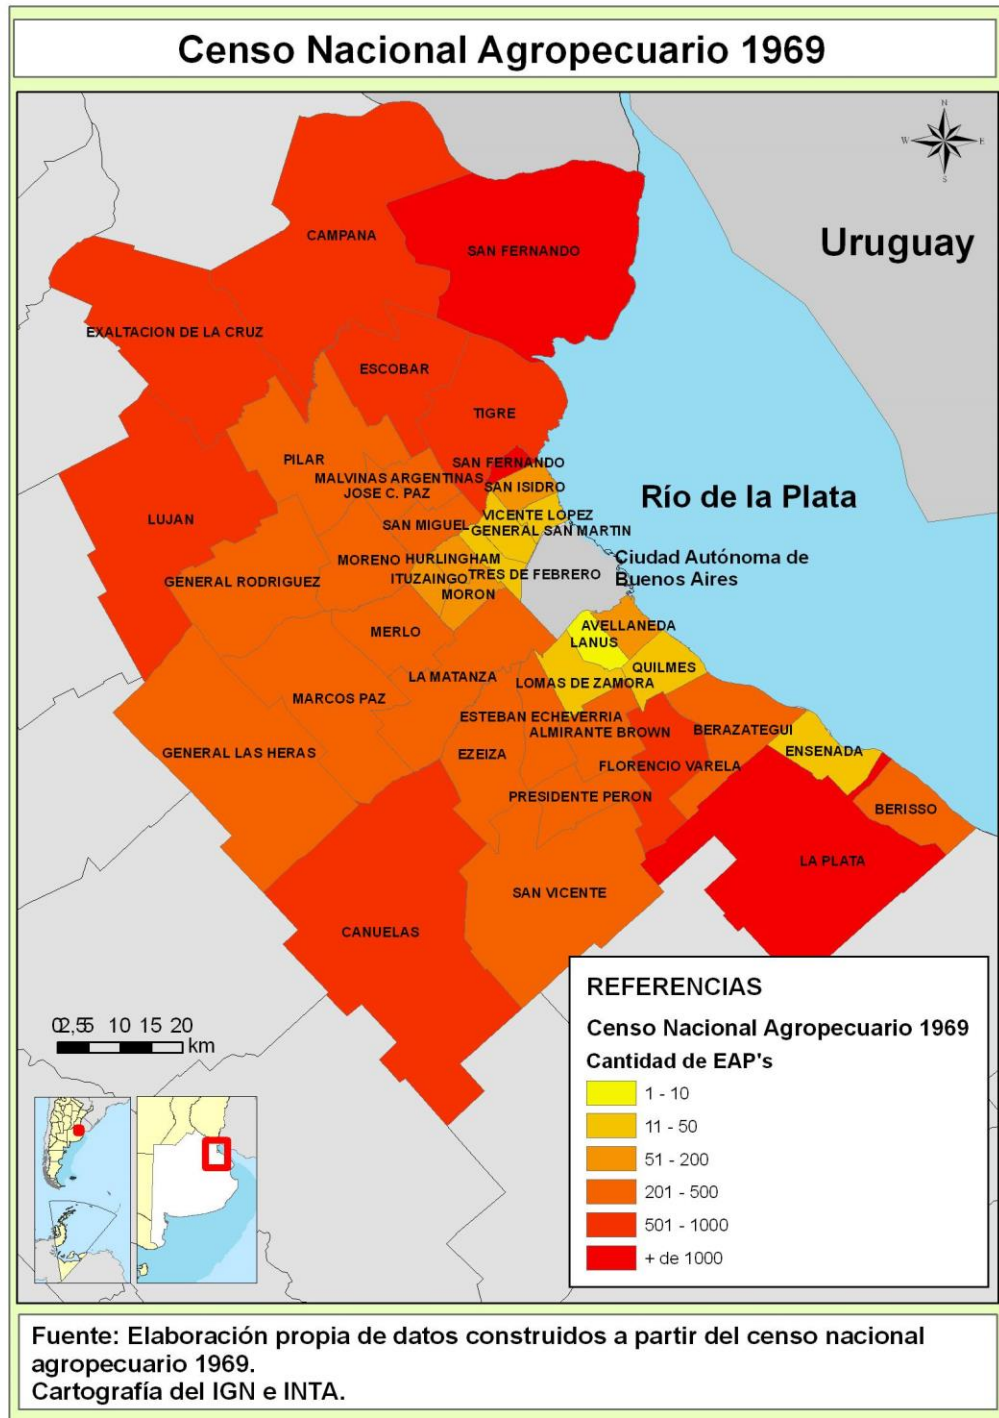 Censo Nacional Agropecuario 1969
N
W
E
S
CAMPANA
SAN FERNANDO
Uruguay
EXALTACION DE LA CRUZ
ESCOBAR
TIGRE
PILAR
SAN FERNANDO
MALVINAS ARGENTINAS
SAN ISIDRO
JOSE C. PAZ
Río de la Plata
LUJAN
VICENTE LOPEZ
SAN MIGUEL
GENERAL SAN MARTIN
MORENO
HURLINGHAM
Ciudad Autónoma de
Buenos Aires
GENERAL RODRIGUEZ
ITUZAINGO
TRES DE FEBRERO
MORON
MERLO
AVELLANEDA
LANUS
QUILMES
LA MATANZA
LOMAS DE ZAMORA
MARCOS PAZ
ESTEBAN ECHEVERRIA
ALMIRANTE BROWN
BERAZATEGUI
GENERAL LAS HERAS
EZEIZA
ENSENADA
FLORENCIO VARELA
PRESIDENTE PERON
BERISSO
LA PLATA
SAN VICENTE
CANUELAS
02,55 10 15 20
km
REFERENCIAS
Censo Nacional Agropecuario 1969
Cantidad de EAP's
1 - 10
11 - 50
51 - 200
201 - 500
501 - 1000
+ de 1000
Fuente: Elaboración propia de datos construidos a partir del censo nacional
agropecuario 1969.
Cartografía del IGN e INTA.